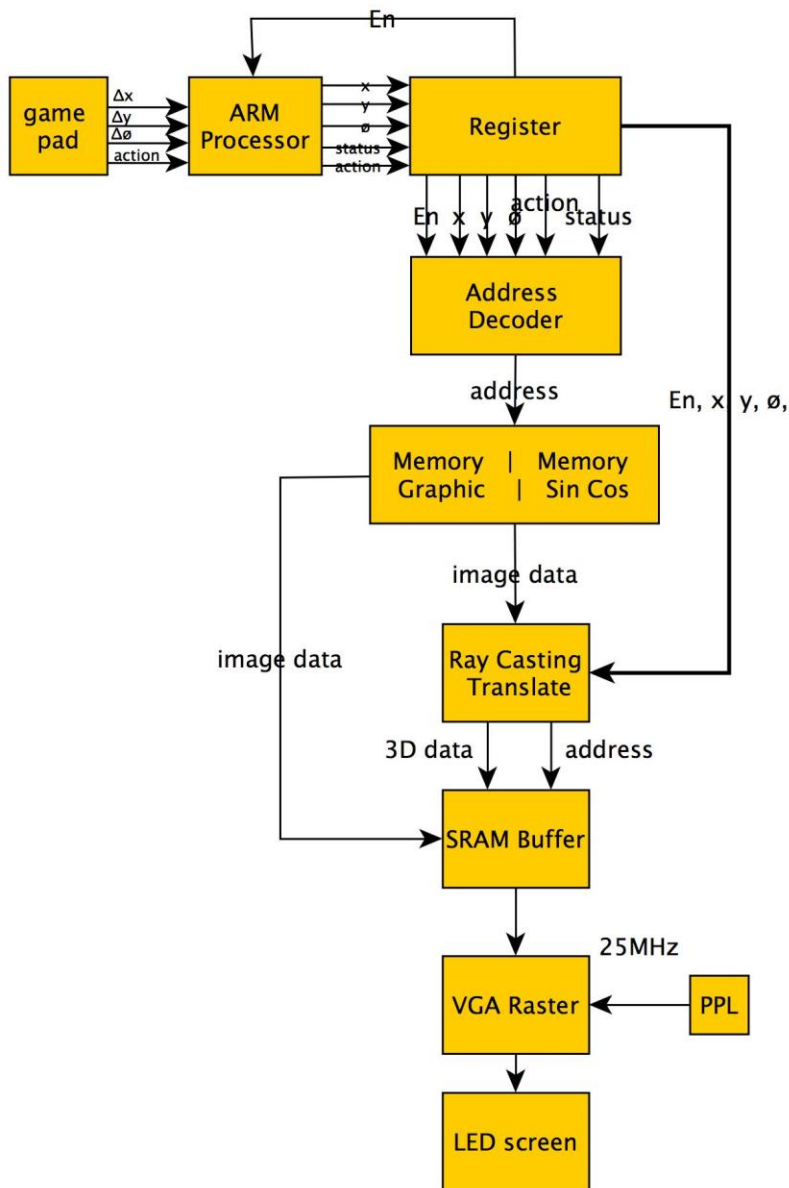 En
game
pad
Δx
Δy
Δø
action
ARM
Processor
x
y
ø
status
action
Register
En x y ø action status
Address
Decoder
address
En, x, y, ø,
Memory | Memory
Graphic | Sin Cos
image data
image data
Ray Casting
Translate
3D data
address
SRAM Buffer
25MHz
VGA Raster
PPL
LED screen